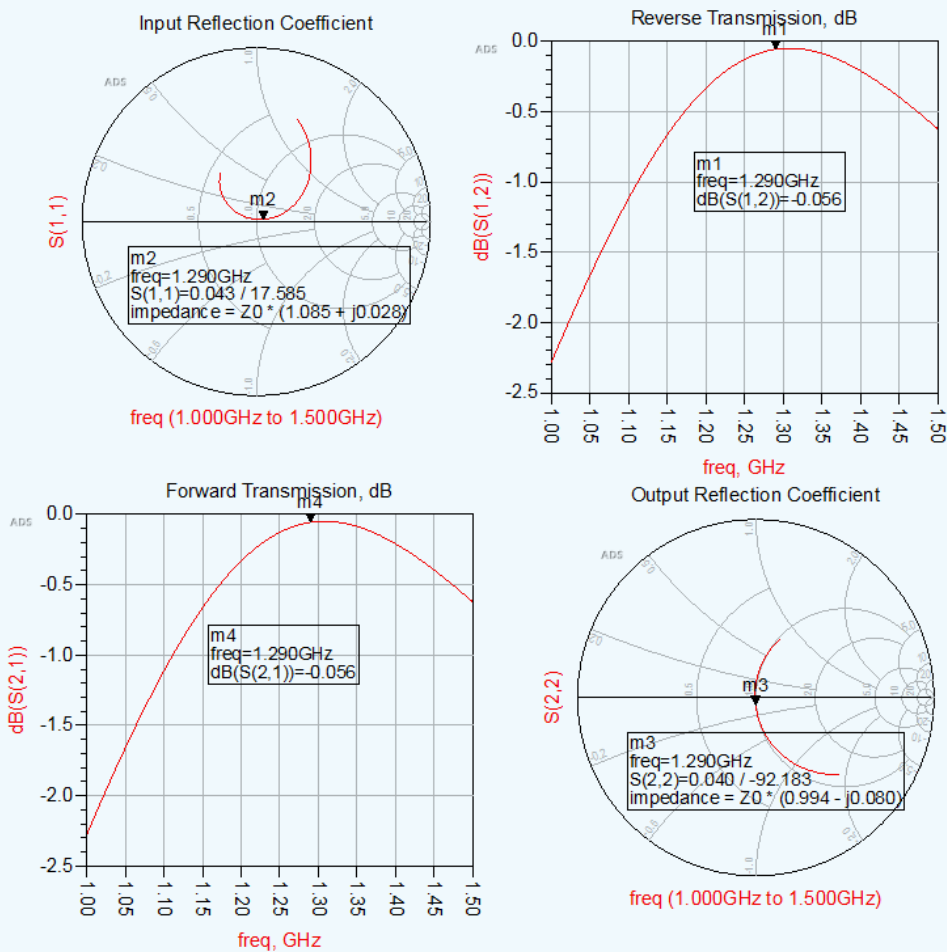 Input Reflection Coefficient
ADS
S(1,1)
m2
m2
freq=1.290GHz
S(1,1)=0.043 / 17.585
impedance = Z0 * (1.085 + j0.028)
freq (1.000GHz to 1.500GHz)
Reverse Transmission, dB
m1
ADS
0.0
-0.5
-1.0
-1.5
-2.0
-2.5
dB(S(1,2))
m1
freq=1.290GHz
dB(S(1,2))=-0.056
1.00
1.05
1.10
1.15
1.20
1.25
1.30
1.35
1.40
1.45
1.50
freq, GHz
Forward Transmission, dB
m4
ADS
0.0
-0.5
-1.0
-1.5
-2.0
-2.5
dB(S(2,1))
m4
freq=1.290GHz
dB(S(2,1))=-0.056
1.00
1.05
1.10
1.15
1.20
1.25
1.30
1.35
1.40
1.45
1.50
freq, GHz
Output Reflection Coefficient
ADS
S(2,2)
m3
m3
freq=1.290GHz
S(2,2)=0.040 / -92.183
impedance = Z0 * (0.994 - j0.080)
freq (1.000GHz to 1.500GHz)